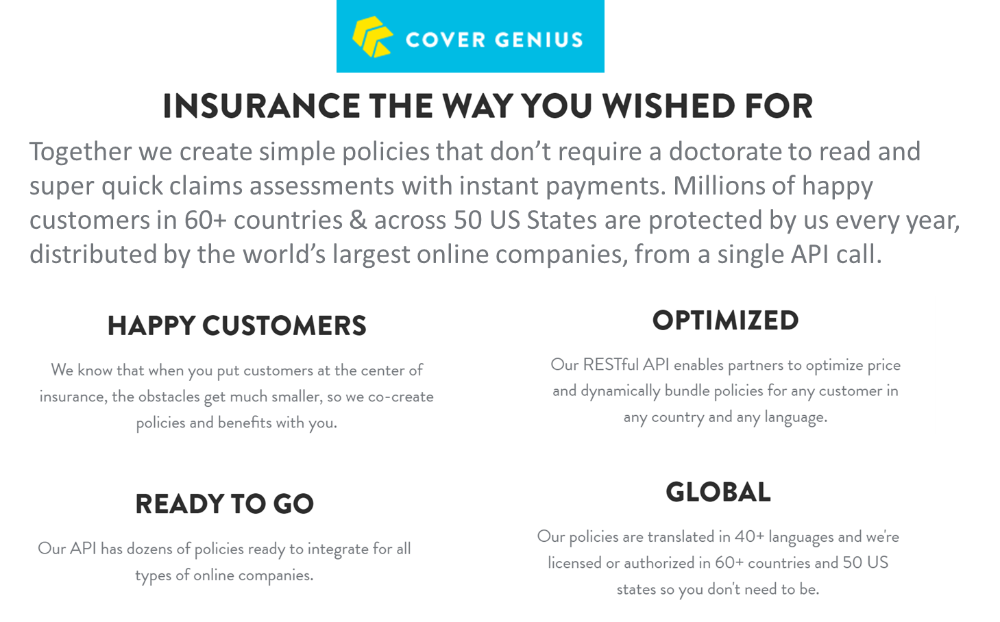 COVER GENIUS
INSURANCE THE WAY YOU WISHED FOR
Together we create simple policies that don’t require a doctorate to read and
super quick claims assessments with instant payments. Millions of happy
customers in 60+ countries & across 50 US States are protected by us every year,
distributed by the world’s largest online companies, from a single API call.
HAPPY CUSTOMERS
We know that when you put customers at the center of
insurance, the obstacles get much smaller, so we co-create
policies and benefits with you.
OPTIMIZED
Our RESTful API enables partners to optimize price
and dynamically bundle policies for any customer in
any country and any language.
READY TO GO
Our API has dozens of policies ready to integrate for all
types of online companies.
GLOBAL
Our policies are translated in 40+ languages and we're
licensed or authorized in 60+ countries and 50 US
states so you don't need to be.